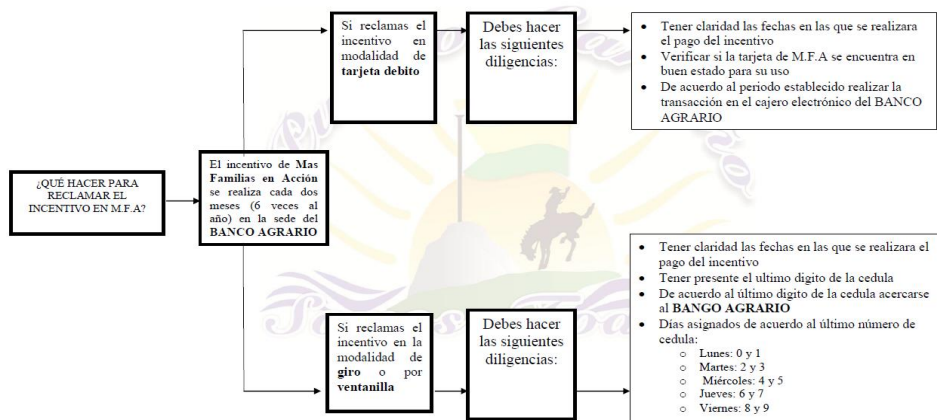 ¿QUÉ HACER PARA
RECLAMAR EL
INCENTIVO EN M.F.A?
El incentivo de Mas
Familias en Acción
se realiza cada dos
meses (6 veces al
año) en la sede del
BANCO AGRARIO
Si reclamas el
incentivo en
modalidad de
tarjeta debito
Debes hacer
las siguientes
diligencias:
• Tener claridad las fechas en las que se realizara
el pago del incentivo
• Verificar si la tarjeta de M.F.A se encuentra en
buen estado para su uso
• De acuerdo al periodo establecido realizar la
transacción en el cajero electrónico del BANCO
AGRARIO
Si reclamas el
incentivo en la
modalidad de
giro o por
ventanilla
Debes hacer
las siguientes
diligencias:
• Tener claridad las fechas en las que se realizara el
pago del incentivo
• Tener presente el ultimo digito de la cedula
• De acuerdo al último digito de la cedula acercarse
al BANGO AGRARIO
• Días asignados de acuerdo al último número de
cedula:
o Lunes: 0 y 1
o Martes: 2 y 3
o Miércoles: 4 y 5
o Jueves: 6 y 7
o Viernes: 8 y 9